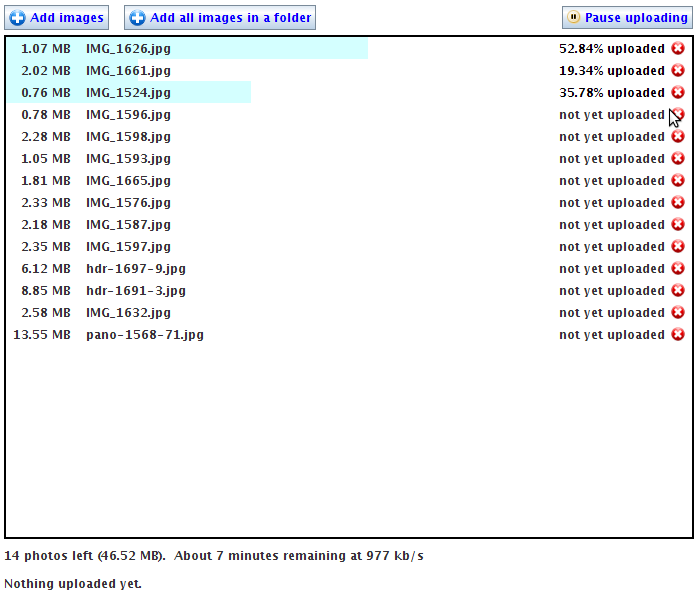 Add images Add all images in a folder Pause uploading
1.07 MB IMG_1626.jpg 52.84% uploaded
2.02 MB IMG_1661.jpg 19.34% uploaded
0.76 MB IMG_1524.jpg 35.78% uploaded
0.78 MB IMG_1596.jpg not yet uploaded
2.28 MB IMG_1598.jpg not yet uploaded
1.05 MB IMG_1593.jpg not yet uploaded
1.81 MB IMG_1665.jpg not yet uploaded
2.33 MB IMG_1576.jpg not yet uploaded
2.18 MB IMG_1587.jpg not yet uploaded
2.35 MB IMG_1597.jpg not yet uploaded
6.12 MB hdr-1697-9.jpg not yet uploaded
8.85 MB hdr-1691-3.jpg not yet uploaded
2.58 MB IMG_1632.jpg not yet uploaded
13.55 MB pano-1568-71.jpg not yet uploaded
14 photos left (46.52 MB). About 7 minutes remaining at 977 kb/s
Nothing uploaded yet.